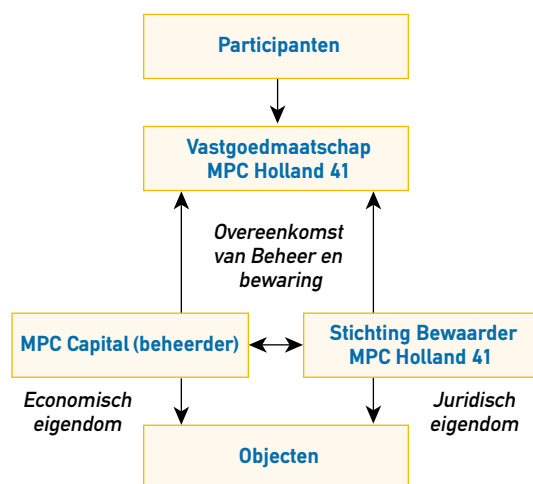 Participanten
Vastgoedmaatschap
MPC Holland 41
Overeenkomst
van Beheer en
bewaring
MPC Capital (beheerder)
Stichting Bewaarder
MPC Holland 41
Economisch
eigendom
Juridisch
eigendom
Objecten